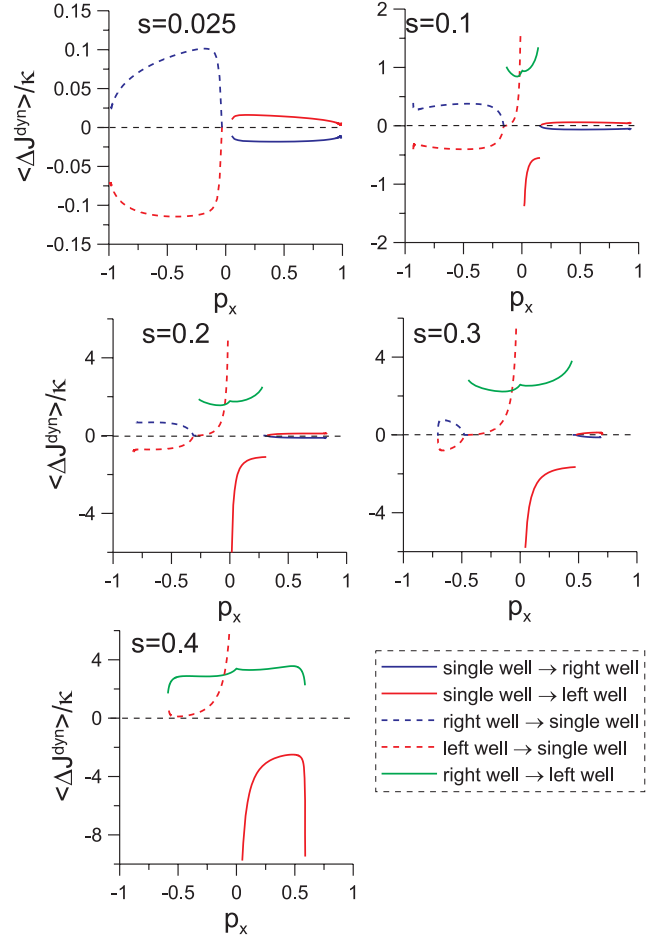 s=0.025
<ΔJ^dyn>/κ
0.15
0.1
0.05
0
-0.05
-0.1
-0.15
-1 -0.5 0 0.5 1
p_x
s=0.1
2
1
0
-1
-2
-1 -0.5 0 0.5 1
p_x
s=0.2
<ΔJ^dyn>/κ
4
0
-4
-1 -0.5 0 0.5 1
p_x
s=0.3
4
0
-4
-1 -0.5 0 0.5 1
p_x
s=0.4
<ΔJ^dyn>/κ
4
0
-4
-8
-1 -0.5 0 0.5 1
p_x
single well → right well
single well → left well
right well → single well
left well → single well
right well → left well